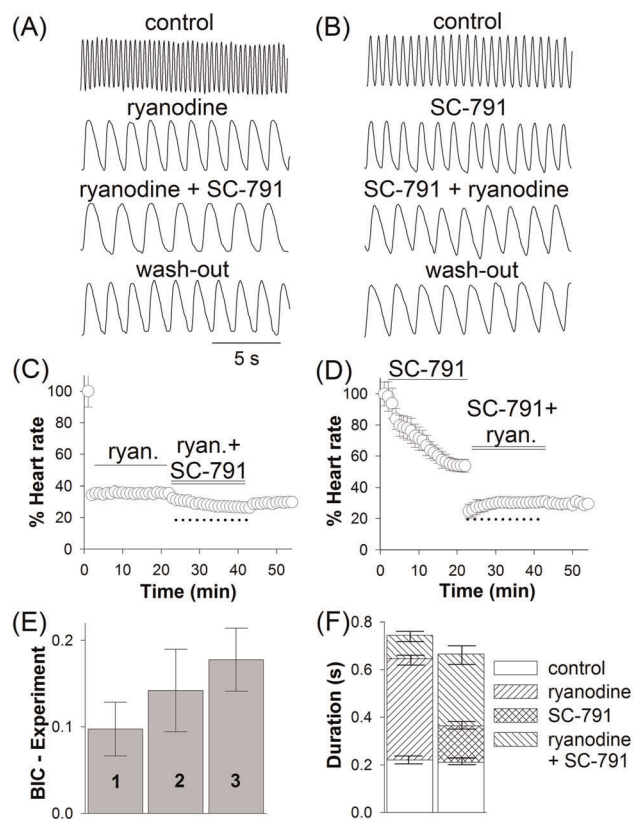 (A) control
ryanodine
ryanodine + SC-791
wash-out
5 s
(B) control
SC-791
SC-791 + ryanodine
wash-out
(C)
% Heart rate
100
80
60
40
20
0
ryan.
ryan.+
SC-791
0 10 20 30 40 50
Time (min)
(D)
% Heart rate
100
80
60
40
20
0
SC-791
SC-791+
ryan.
0 10 20 30 40 50
Time (min)
(E)
BIC - Experiment
0.2
0.1
0.0
1 2 3
(F)
Duration (s)
0.8
0.6
0.4
0.2
0.0
control
ryanodine
SC-791
ryanodine
+ SC-791